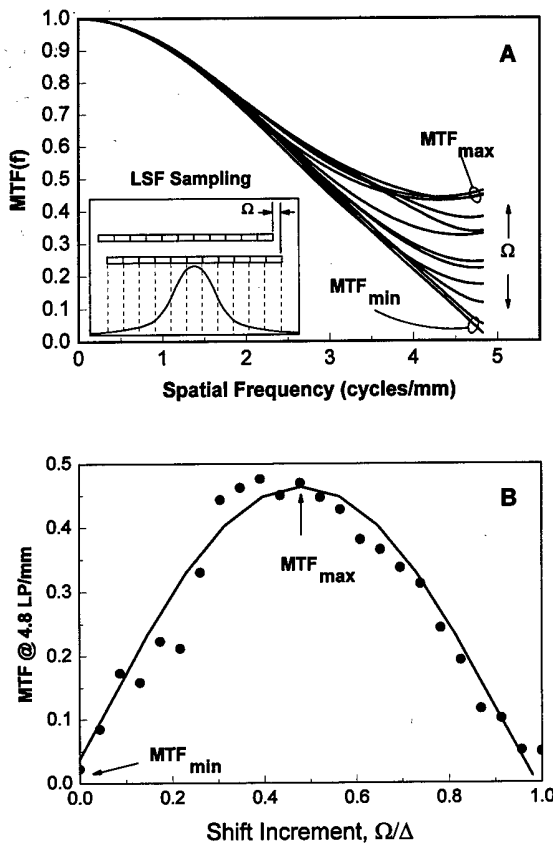 1.0
0.9
0.8
0.7
0.6
0.5
0.4
0.3
0.2
0.1
0.0
MTF(f)
A
MTF max
LSF Sampling
Ω
Ω
MTF min
0 1 2 3 4 5
Spatial Frequency (cycles/mm)
0.5
0.4
0.3
0.2
0.1
0.0
MTF @ 4.8 LP/mm
B
MTF max
MTF min
0.0 0.2 0.4 0.6 0.8 1.0
Shift Increment, Ω/Δ